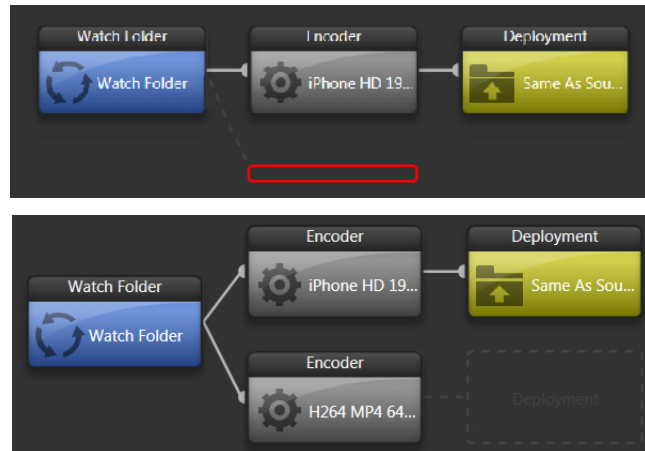 Watch Folder
Encoder
Deployment
Watch Folder
iPhone HD 19...
Same As Sou...
Encoder
Deployment
Watch Folder
iPhone HD 19...
Same As Sou...
Watch Folder
Encoder
H264 MP4 64...
Deployment